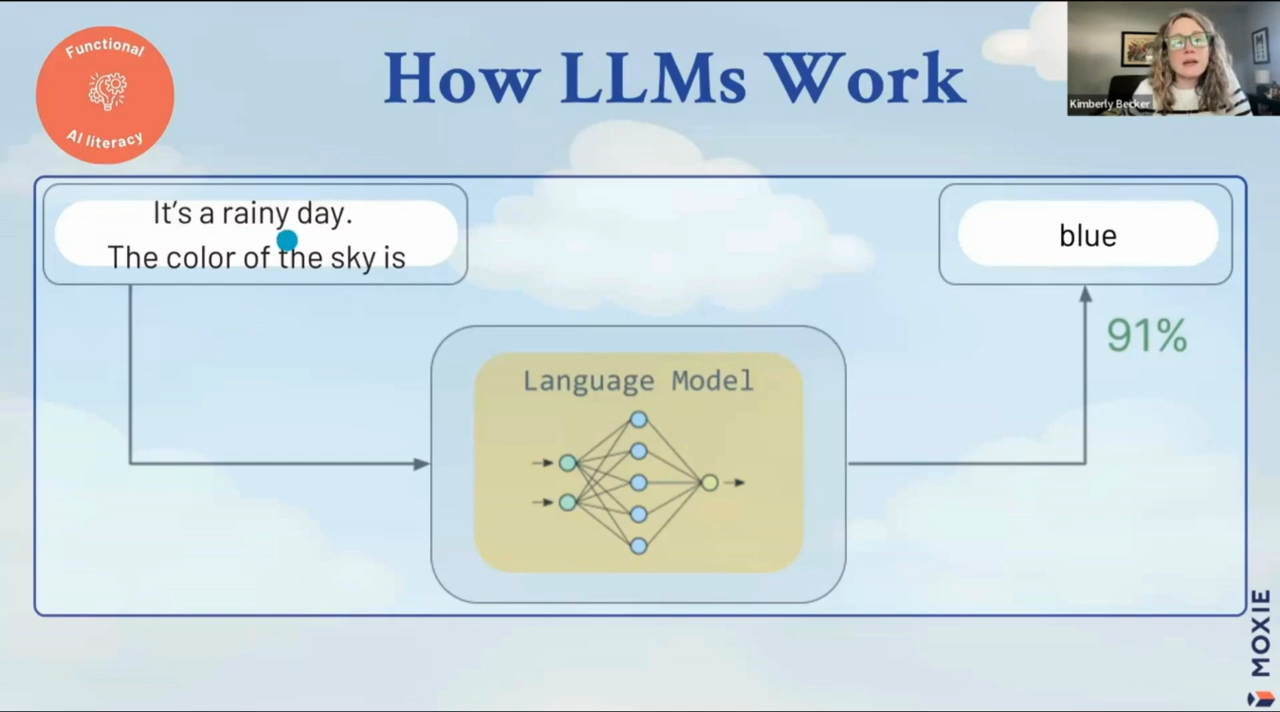 Functional
AI literacy
How LLMs Work
Kimberly Becker
It's a rainy day.
The color of the sky is
blue
91%
Language Model
MOXIE